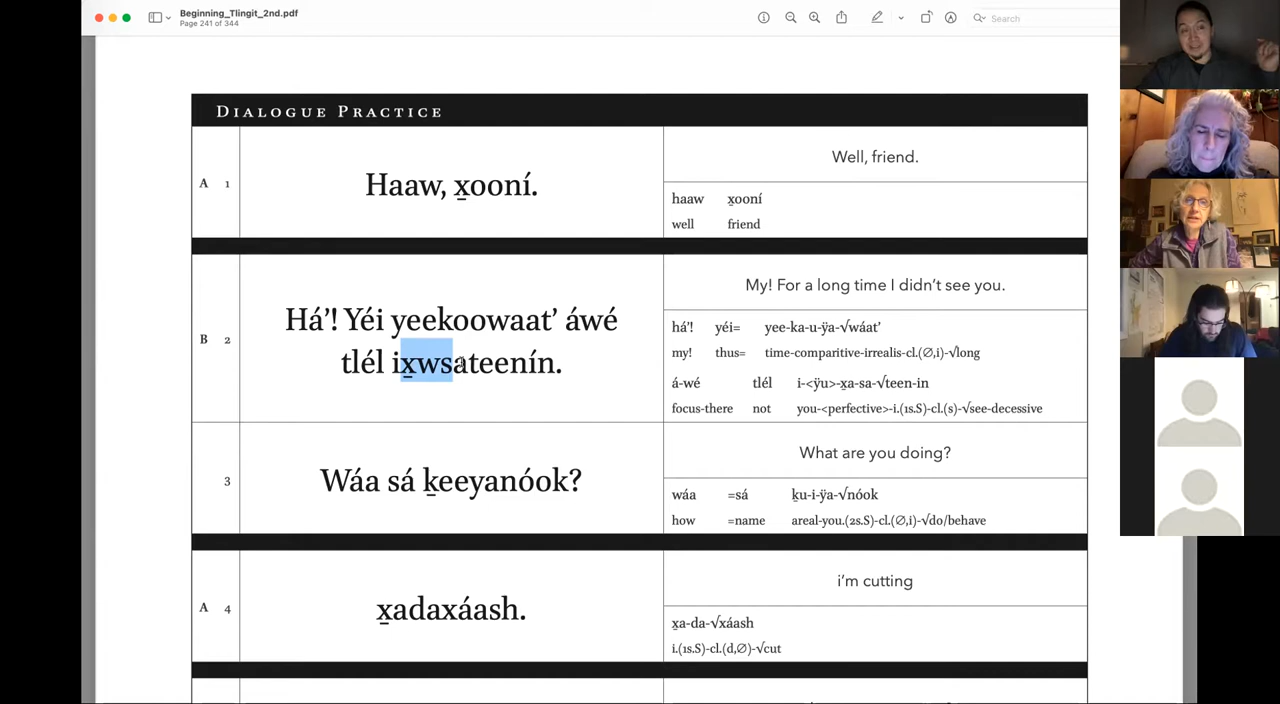 Beginning_Tlingit_2nd.pdf
Page 241 of 344
Search
Dialogue Practice
A 1
Haaw, x̱ooní.
Well, friend.
haaw x̱ooní
well friend
B 2
Há’! Yéi yeekoowaat’ áwé
tlél ix̱wsateenín.
My! For a long time I didn’t see you.
há’! yéi= yee-ka-u-ÿa-√wáat’
my! thus= time-comparitive-irrealis-cl.(∅,i)-√long
á-wé tlél i-<ÿu>-x̱a-sa-√teen-in
focus-there not you-<perfective>-i.(1s.S)-cl.(s)-√see-decessive
3
Wáa sá ḵeeyanóok?
What are you doing?
wáa =sá ḵu-i-ÿa-√nóok
how =name areal-you.(2s.S)-cl.(∅,i)-√do/behave
A 4
x̱adaxáash.
i’m cutting
x̱a-da-√xáash
i.(1s.S)-cl.(d,∅)-√cut